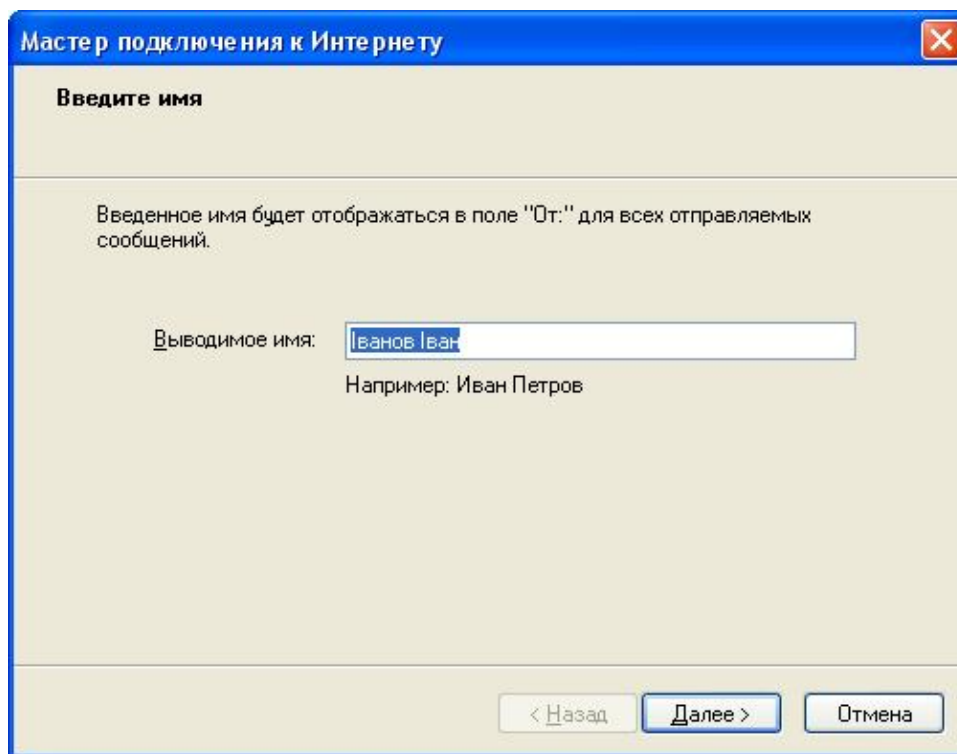 Мастер подключения к Интернету
Введите имя
Введенное имя будет отображаться в поле "От:" для всех отправляемых
сообщений.
Выводимое имя: Іванов Іван
Например: Иван Петров
< Назад Далее > Отмена